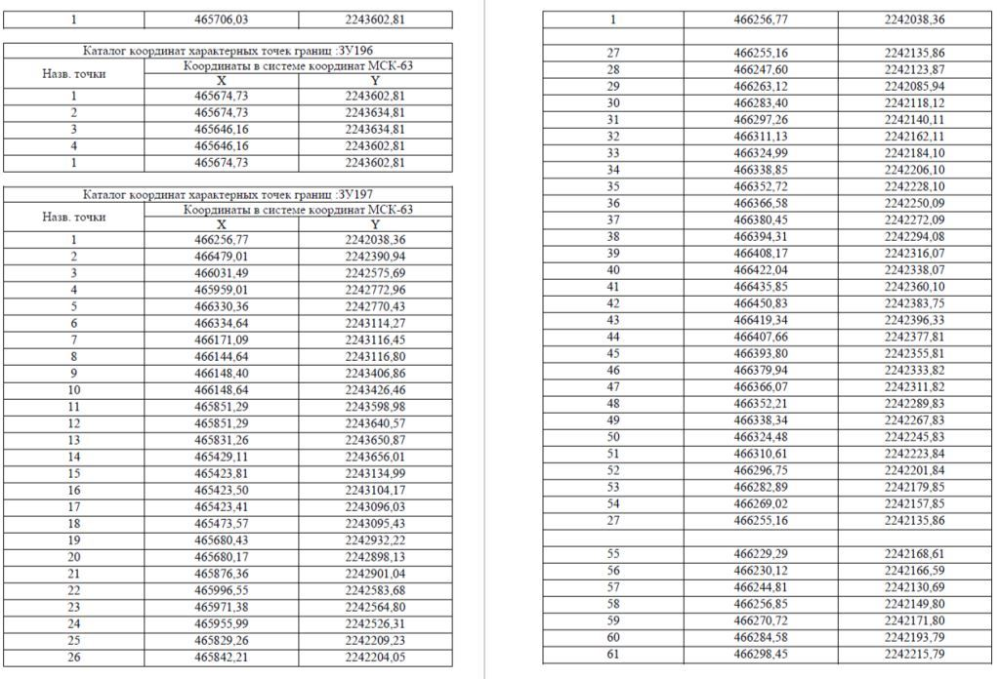 1 465706,03 2243602,81
Каталог координат характерных точек границ :ЗУ196
Назв. точки Координаты в системе координат МСК-63
X Y
1 465674,73 2243602,81
2 465674,73 2243634,81
3 465646,16 2243634,81
4 465646,16 2243602,81
1 465674,73 2243602,81
Каталог координат характерных точек границ :ЗУ197
Назв. точки Координаты в системе координат МСК-63
X Y
1 466256,77 2242038,36
2 466479,01 2242390,94
3 466031,49 2242575,69
4 465959,01 2242772,96
5 466330,36 2242770,43
6 466334,64 2243114,27
7 466171,09 2243116,45
8 466144,64 2243116,80
9 466148,40 2243406,86
10 466148,64 2243426,46
11 465851,29 2243598,98
12 465851,29 2243640,57
13 465831,26 2243650,87
14 465429,11 2243656,01
15 465423,81 2243134,99
16 465423,50 2243104,17
17 465423,41 2243096,03
18 465473,57 2243095,43
19 465680,43 2242932,22
20 465680,17 2242898,13
21 465876,36 2242901,04
22 465996,55 2242583,68
23 465971,38 2242564,80
24 465955,99 2242526,31
25 465829,26 2242209,23
26 465842,21 2242204,05
1 466256,77 2242038,36
27 466255,16 2242135,86
28 466247,60 2242123,87
29 466263,12 2242085,94
30 466283,40 2242118,12
31 466297,26 2242140,11
32 466311,13 2242162,11
33 466324,99 2242184,10
34 466338,85 2242206,10
35 466352,72 2242228,10
36 466366,58 2242250,09
37 466380,45 2242272,09
38 466394,31 2242294,08
39 466408,17 2242316,07
40 466422,04 2242338,07
41 466435,85 2242360,10
42 466450,83 2242383,75
43 466419,34 2242396,33
44 466407,66 2242377,81
45 466393,80 2242355,81
46 466379,94 2242333,82
47 466366,07 2242311,82
48 466352,21 2242289,83
49 466338,34 2242267,83
50 466324,48 2242245,83
51 466310,61 2242223,84
52 466296,75 2242201,84
53 466282,89 2242179,85
54 466269,02 2242157,85
27 466255,16 2242135,86
55 466229,29 2242168,61
56 466230,12 2242166,59
57 466244,81 2242130,69
58 466256,85 2242149,80
59 466270,72 2242171,80
60 466284,58 2242193,79
61 466298,45 2242215,79